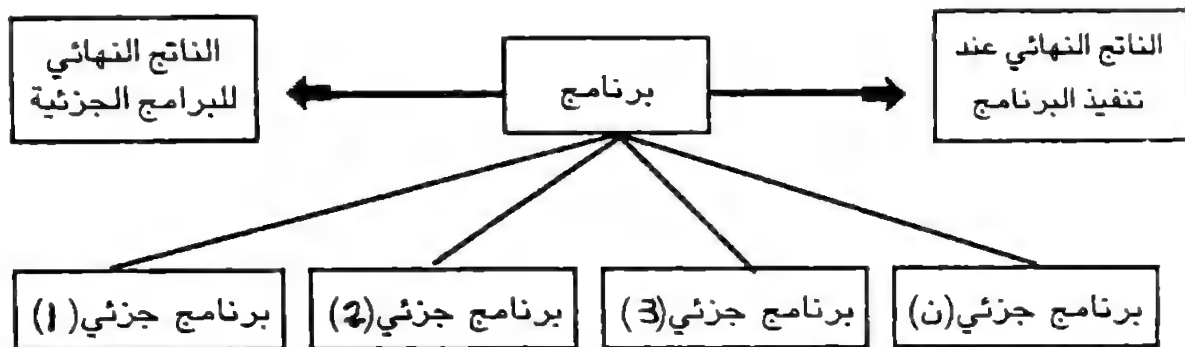 الناتج النهائي عند
تنفيذ البرنامج
برنامج
الناتج النهائي
للبرامج الجزئية
برنامج جزئي(1)
برنامج جزئي(2)
برنامج جزئي(3)
برنامج جزئي(ن)